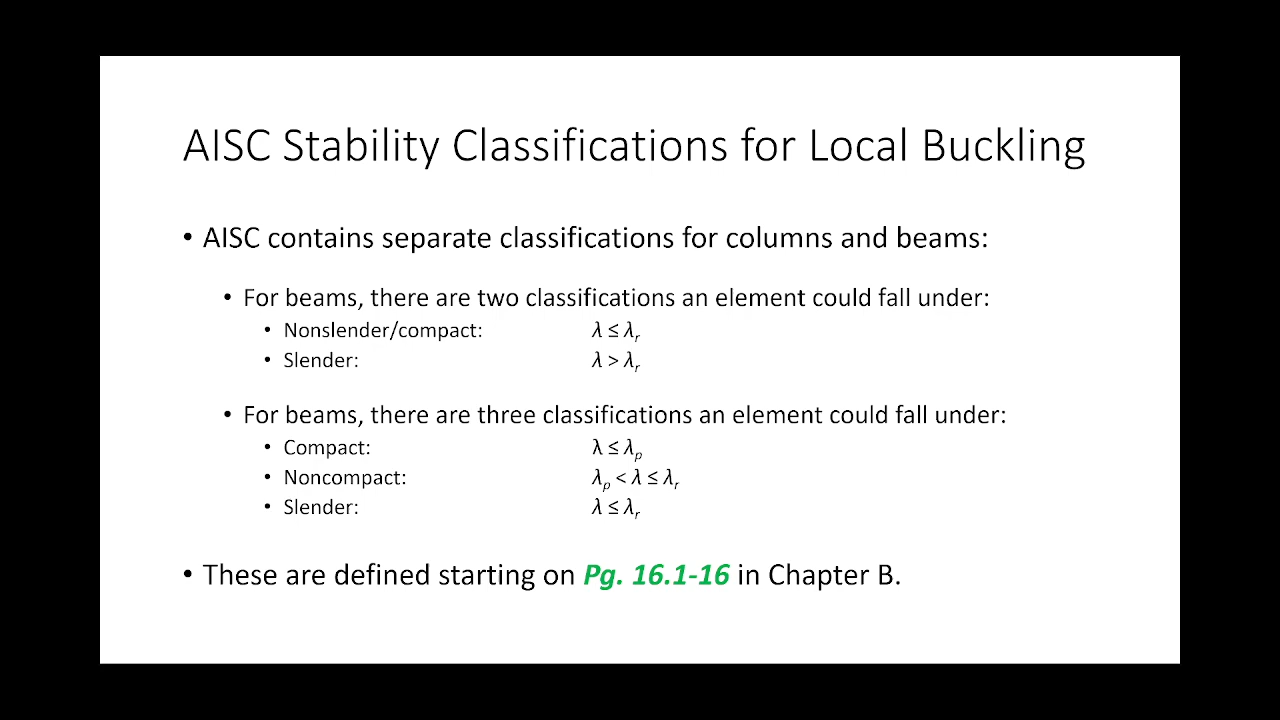 AISC Stability Classifications for Local Buckling
• AISC contains separate classifications for columns and beams:
• For beams, there are two classifications an element could fall under:
• Nonslender/compact: λ ≤ λr
• Slender: λ > λr
• For beams, there are three classifications an element could fall under:
• Compact: λ ≤ λp
• Noncompact: λp < λ ≤ λr
• Slender: λ ≤ λr
• These are defined starting on Pg. 16.1-16 in Chapter B.